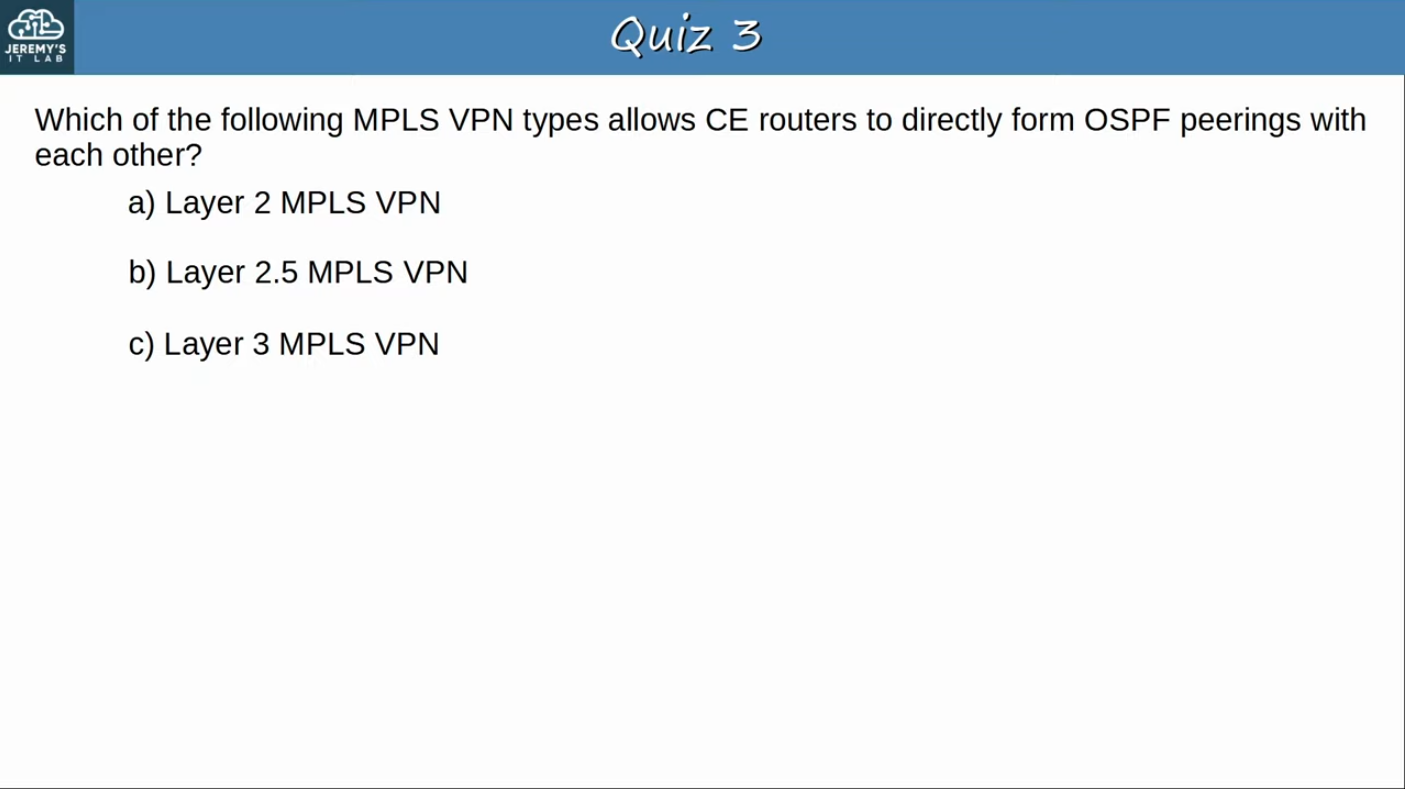 JEREMY'S
IT LAB
Quiz 3
Which of the following MPLS VPN types allows CE routers to directly form OSPF peerings with
each other?
a) Layer 2 MPLS VPN
b) Layer 2.5 MPLS VPN
c) Layer 3 MPLS VPN